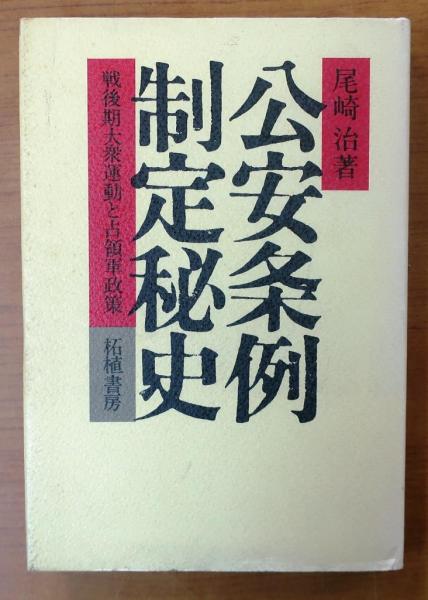 尾崎 治著
公安条例
制定秘史
戦後期大衆運動と占領軍政策
柘植書房